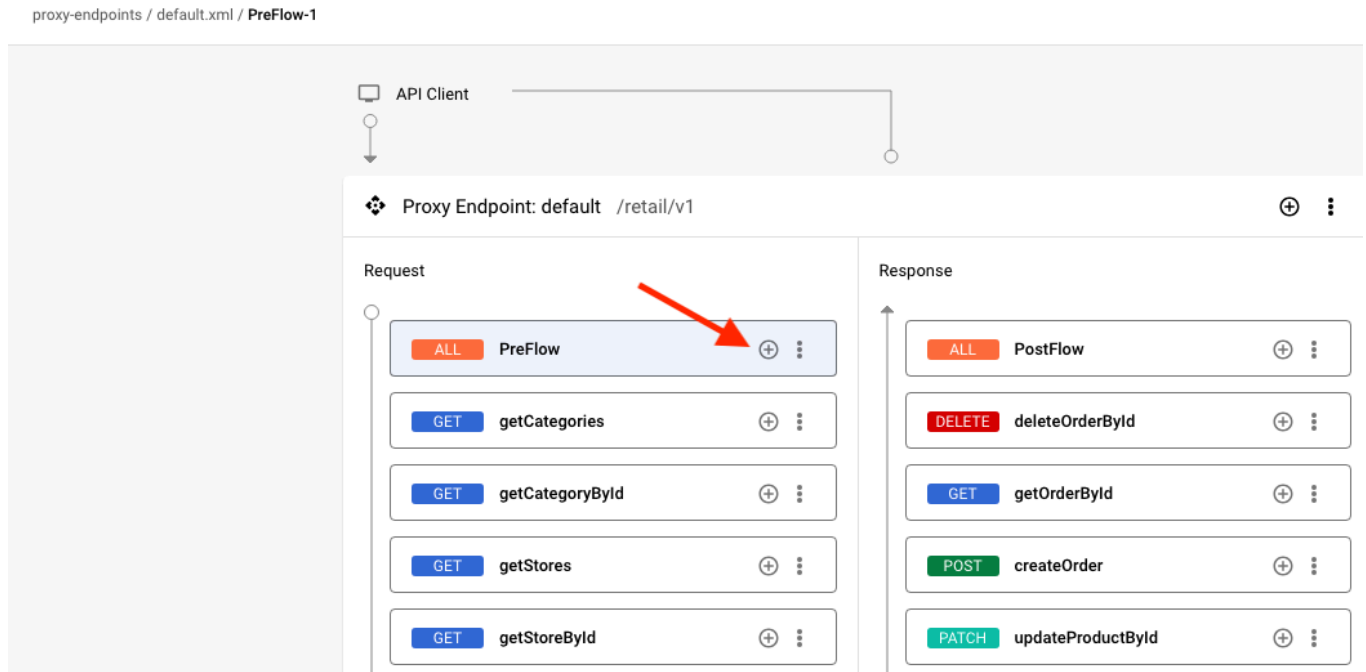 proxy-endpoints / default.xml / PreFlow-1
API Client
Proxy Endpoint: default /retail/v1
Request
ALL PreFlow
GET getCategories
GET getCategoryById
GET getStores
GET getStoreById
Response
ALL PostFlow
DELETE deleteOrderById
GET getOrderById
POST createOrder
PATCH updateProductById